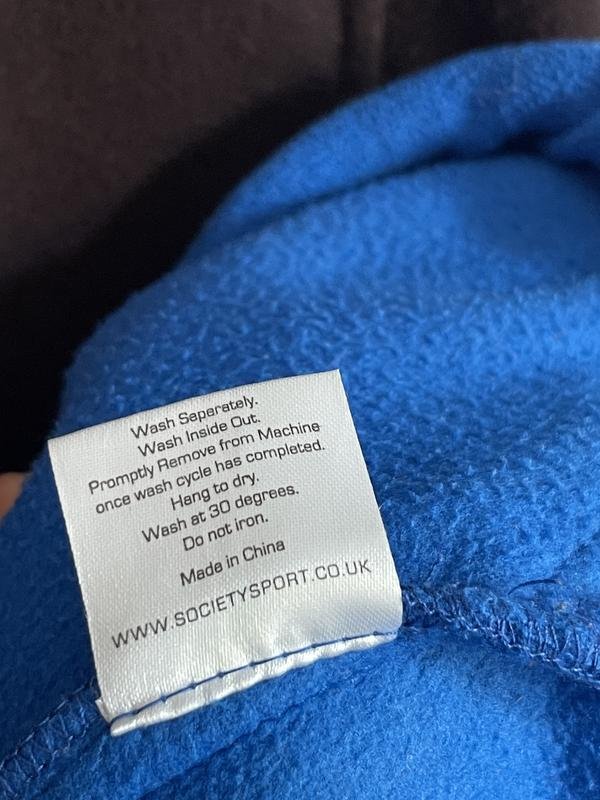 Wash Separately.
Wash Inside Out.
Promptly Remove from Machine
once wash cycle has completed.
Hang to dry.
Wash at 30 degrees.
Do not iron.
Made in China
WWW.SOCIETYSPORT.CO.UK